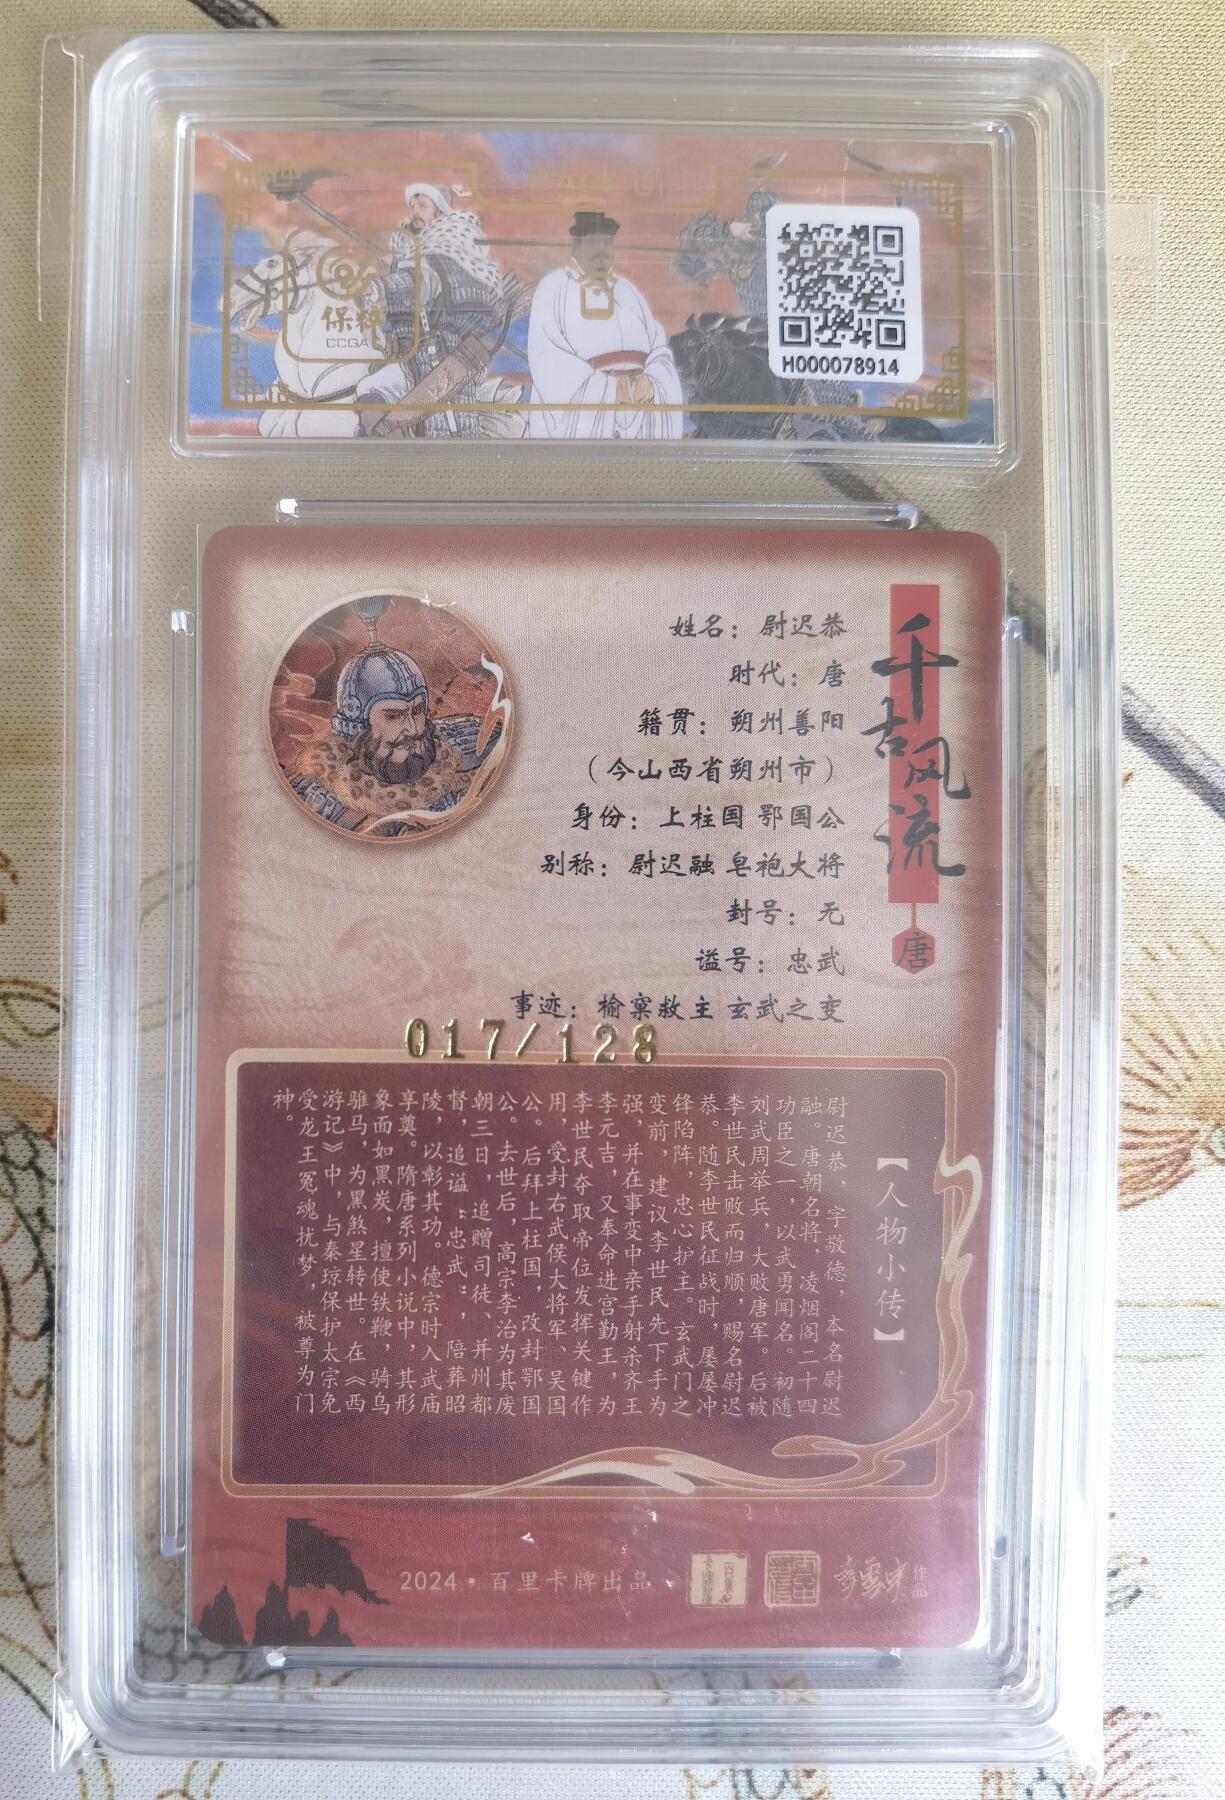 保粹
CCGA
H000078914
千古风流
唐
姓名：尉迟恭
时代：唐
籍贯：朔州善阳
（今山西省朔州市）
身份：上柱国 鄂国公
别称：尉迟融 皂袍大将
封号：无
谥号：忠武
事迹：榆窠救主 玄武之变
017/128
【人物小传】
尉迟恭，字敬德，本名尉迟
融。唐朝名将，凌烟阁二十四
功臣之一，以武勇闻名。初随
刘武周举兵，大败唐军。后被
李世民击败而归顺，赐名尉迟
恭。随李世民征战时，屡屡冲
锋陷阵，忠心护主。玄武门之
变前，建议李世民先下手为
强，并在事变中亲手射杀齐王
李元吉，又奉命进宫勤王，为
李世民夺取帝位发挥关键作
用，受封右武侯大将军、吴国
公。后拜上柱国，改封鄂国
公。去世后，高宗李治为其废
朝三日，追赠司徒、并州都
督，追谥“忠武”，陪葬昭
陵，以彰其功。德宗时入武庙
享奠。隋唐系列小说中，其形
象面如黑炭，擅使铁鞭，骑乌
骓马，为黑煞星转世。在《西
游记》中，与秦琼保护太宗免
受龙王冤魂扰梦，被尊为门
神。
2024·百里卡牌出品
作品